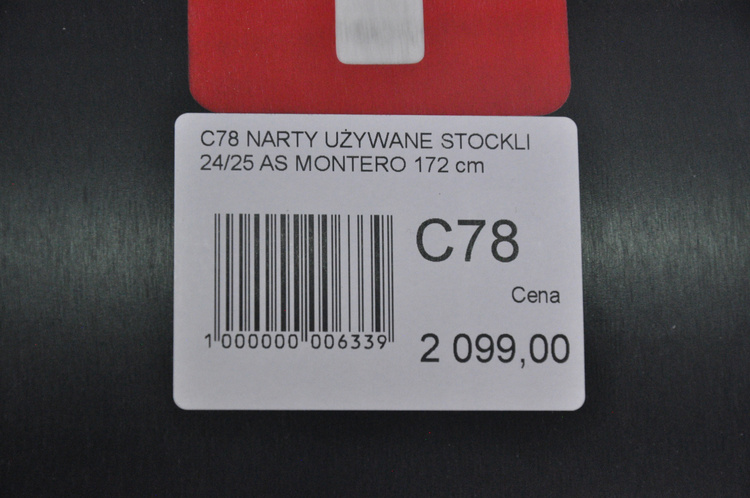 C78 NARTY UŻYWANE STOCKLI
24/25 AS MONTERO 172 cm
C78
Cena
2 099,00
1 000000 006339